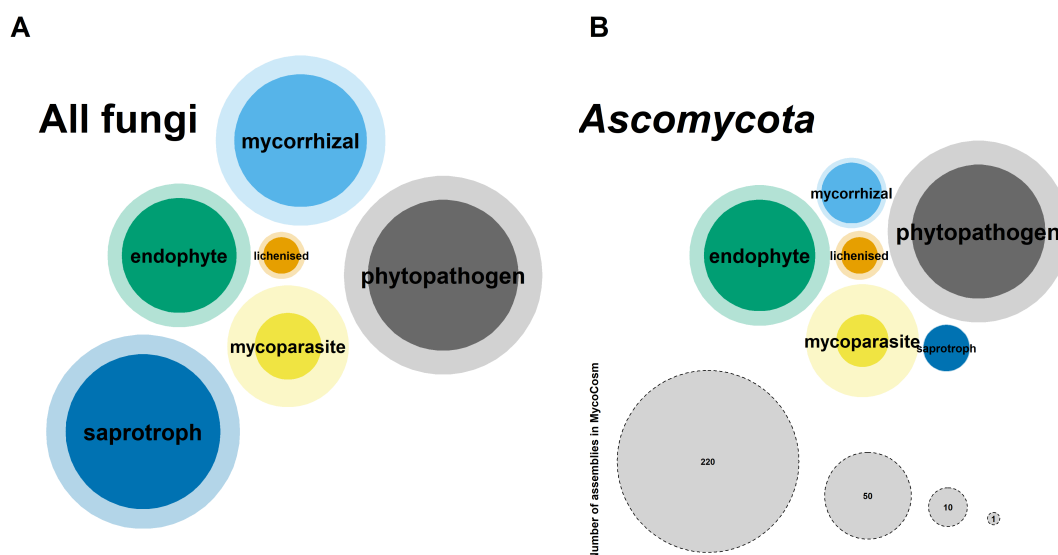 A
B
All fungi
Ascomycota
mycorrhizal
mycorrhizal
phytopathogen
endophyte
lichenised
endophyte
lichenised
phytopathogen
mycoparasite
mycoparasite
saprotroph
saprotroph
lumber of assemblies in MycoCosm
220
50
10
1